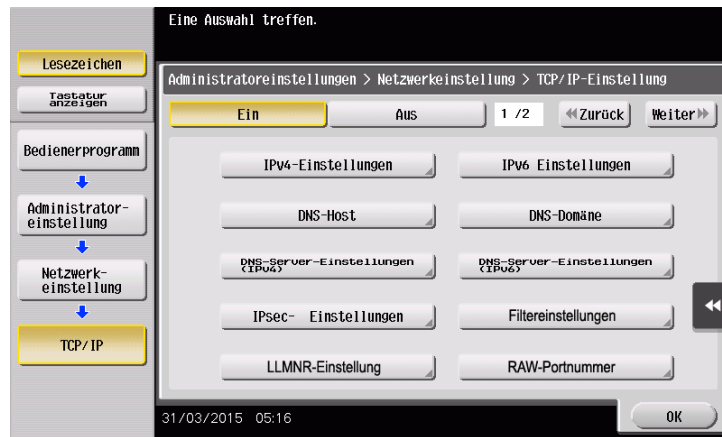 Eine Auswahl treffen.
Lesezeichen
Tastatur
anzeigen
Bedienerprogramm
Administrator-
einstellung
Netzwerk-
einstellung
TCP/IP
Administratoreinstellungen > Netzwerkeinstellung > TCP/IP-Einstellung
Ein Aus 1 /2 Zurück Weiter
IPv4-Einstellungen IPv6 Einstellungen
DNS-Host DNS-Domäne
DNS-Server-Einstellungen
(IPv4)
DNS-Server-Einstellungen
(IPv6)
IPsec- Einstellungen Filtereinstellungen
LLMNR-Einstellung RAW-Portnummer
31/03/2015 05:16 OK